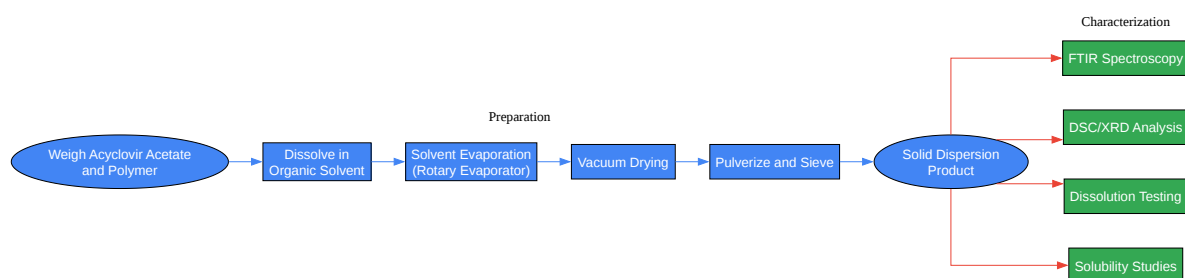 Characterization
FTIR Spectroscopy
Preparation
DSC/XRD Analysis
Weigh Acyclovir Acetate
and Polymer
Dissolve in
Organic Solvent
Solvent Evaporation
(Rotary Evaporator)
Vacuum Drying
Pulverize and Sieve
Solid Dispersion
Product
Dissolution Testing
Solubility Studies